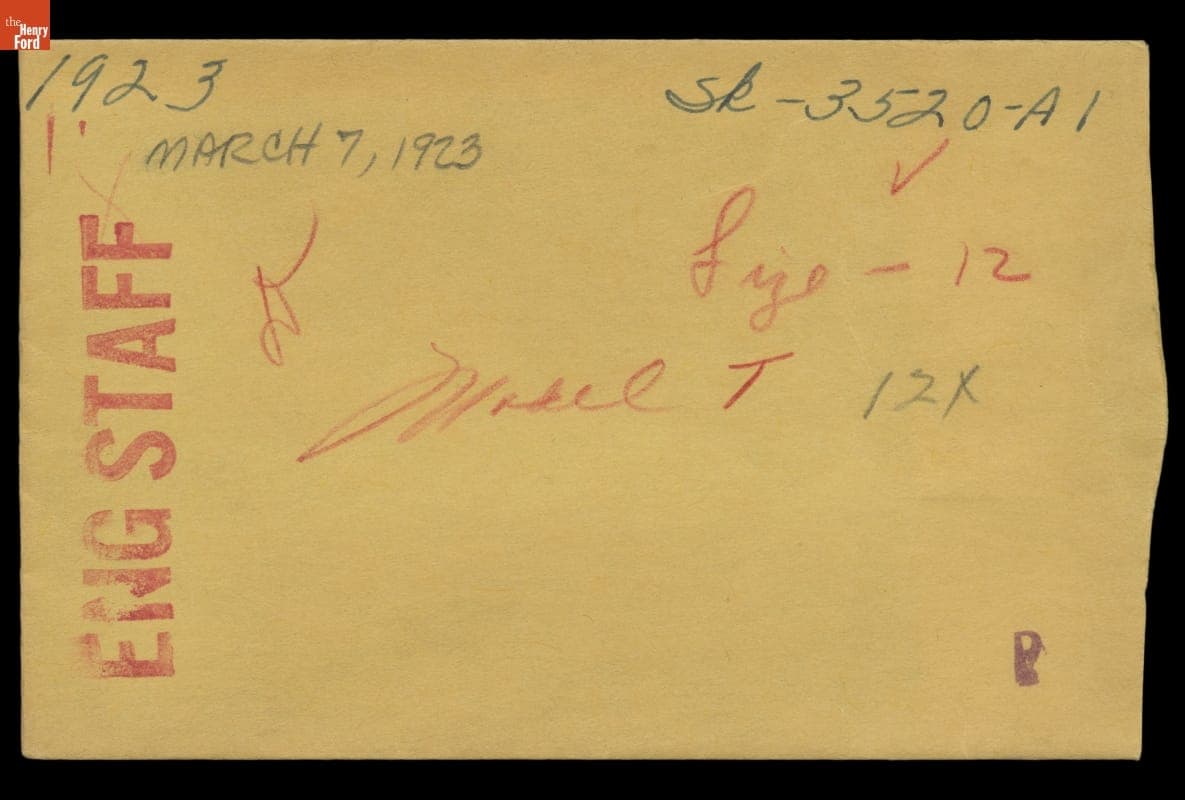 the
Henry
Ford
1923
SK-3520-A1
MARCH 7, 1923
Size - 12
Model T 12X
ENG STAFF